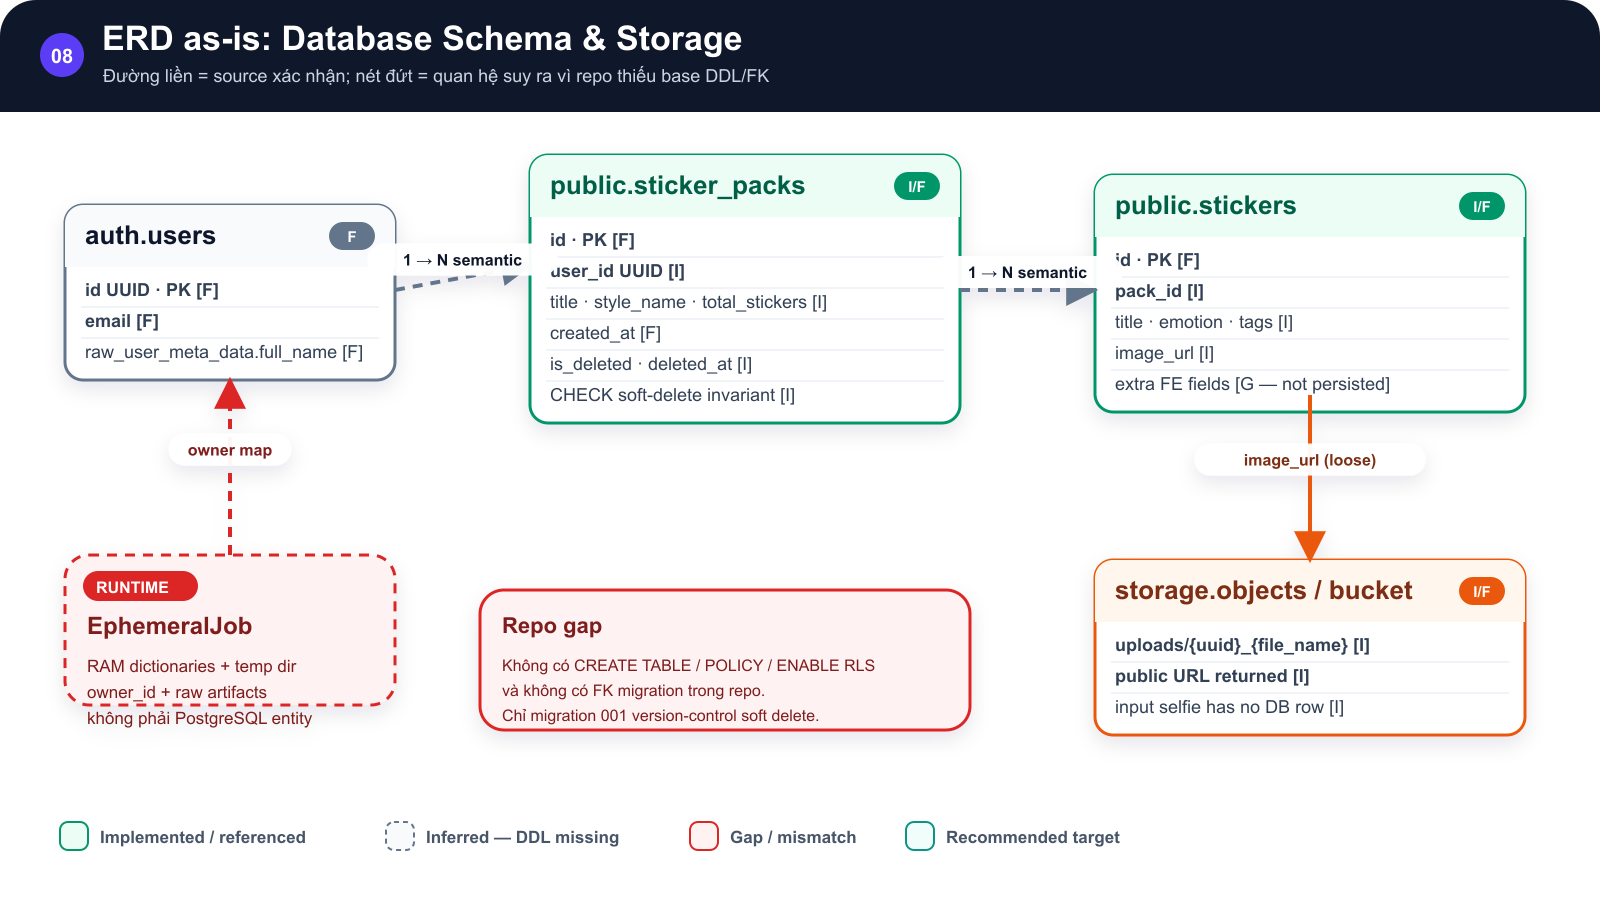 08
ERD as-is: Database Schema & Storage
Đường liền = source xác nhận; nét đứt = quan hệ suy ra vì repo thiếu base DDL/FK
auth.users
F
id UUID · PK [F]
email [F]
raw_user_meta_data.full_name [F]
1 → N semantic
public.sticker_packs
I/F
id · PK [F]
user_id UUID [I]
title · style_name · total_stickers [I]
created_at [F]
is_deleted · deleted_at [I]
CHECK soft-delete invariant [I]
1 → N semantic
public.stickers
I/F
id · PK [F]
pack_id [I]
title · emotion · tags [I]
image_url [I]
extra FE fields [G — not persisted]
owner map
image_url (loose)
RUNTIME
EphemeralJob
RAM dictionaries + temp dir
owner_id + raw artifacts
không phải PostgreSQL entity
Repo gap
Không có CREATE TABLE / POLICY / ENABLE RLS
và không có FK migration trong repo.
Chỉ migration 001 version-control soft delete.
storage.objects / bucket
I/F
uploads/{uuid}_{file_name} [I]
public URL returned [I]
input selfie has no DB row [I]
Implemented / referenced
Inferred — DDL missing
Gap / mismatch
Recommended target